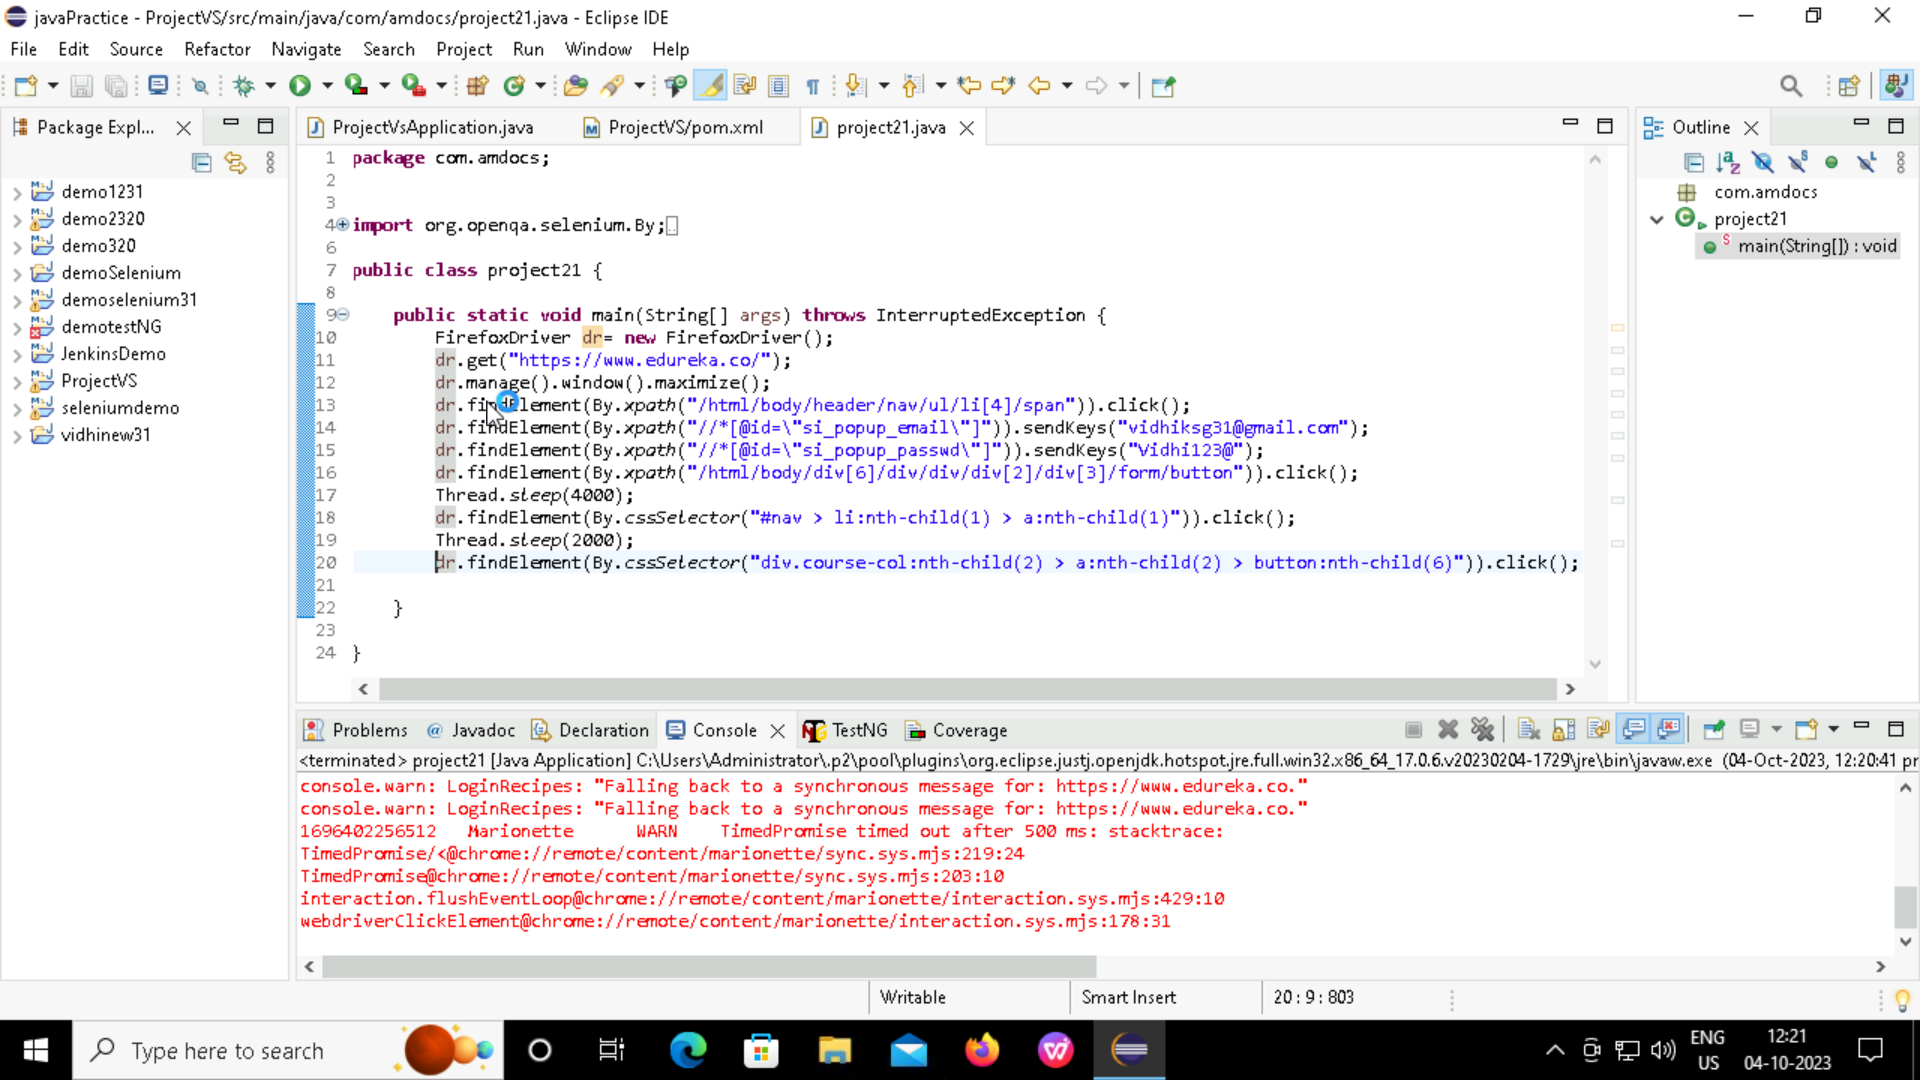 javaPractice - ProjectVS/src/main/java/com/amdocs/project21.java - Eclipse IDE
File Edit Source Refactor Navigate Search Project Run Window Help
Package Expl...
demo1231
demo2320
demo320
demoSelenium
demoselenium31
demotestNG
JenkinsDemo
ProjectVS
seleniumdemo
vidhinew31
ProjectVsApplication.java ProjectVS/pom.xml project21.java
1 package com.amdocs;
2
3
4 import org.openqa.selenium.By;
6
7 public class project21 {
8
9 public static void main(String[] args) throws InterruptedException {
10 FirefoxDriver dr= new FirefoxDriver();
11 dr.get("https://www.edureka.co/");
12 dr.manage().window().maximize();
13 dr.findElement(By.xpath("/html/body/header/nav/ul/li[4]/span")).click();
14 dr.findElement(By.xpath("//*[@id=\"si_popup_email\"]")).sendKeys("vidhiksg31@gmail.com");
15 dr.findElement(By.xpath("//*[@id=\"si_popup_passwd\"]")).sendKeys("Vidhi123@");
16 dr.findElement(By.xpath("/html/body/div[6]/div/div/div[2]/div[3]/form/button")).click();
17 Thread.sleep(4000);
18 dr.findElement(By.cssSelector("#nav > li:nth-child(1) > a:nth-child(1)")).click();
19 Thread.sleep(2000);
20 dr.findElement(By.cssSelector("div.course-col:nth-child(2) > a:nth-child(2) > button:nth-child(6)")).click();
21
22 }
23
24 }
Outline
com.amdocs
project21
main(String[]) : void
Problems Javadoc Declaration Console TestNG Coverage
<terminated> project21 [Java Application] C:\Users\Administrator\.p2\pool\plugins\org.eclipse.justj.openjdk.hotspot.jre.full.win32.x86_64_17.0.6.v20230204-1729\jre\bin\javaw.exe (04-Oct-2023, 12:20:41 pr
console.warn: LoginRecipes: "Falling back to a synchronous message for: https://www.edureka.co."
console.warn: LoginRecipes: "Falling back to a synchronous message for: https://www.edureka.co."
1696402256512 Marionette WARN TimedPromise timed out after 500 ms: stacktrace:
TimedPromise/<@chrome://remote/content/marionette/sync.sys.mjs:219:24
TimedPromise@chrome://remote/content/marionette/sync.sys.mjs:203:10
interaction.flushEventLoop@chrome://remote/content/marionette/interaction.sys.mjs:429:10
webdriverClickElement@chrome://remote/content/marionette/interaction.sys.mjs:178:31
Writable Smart Insert 20 : 9 : 803
Type here to search
ENG
US
12:21
04-10-2023